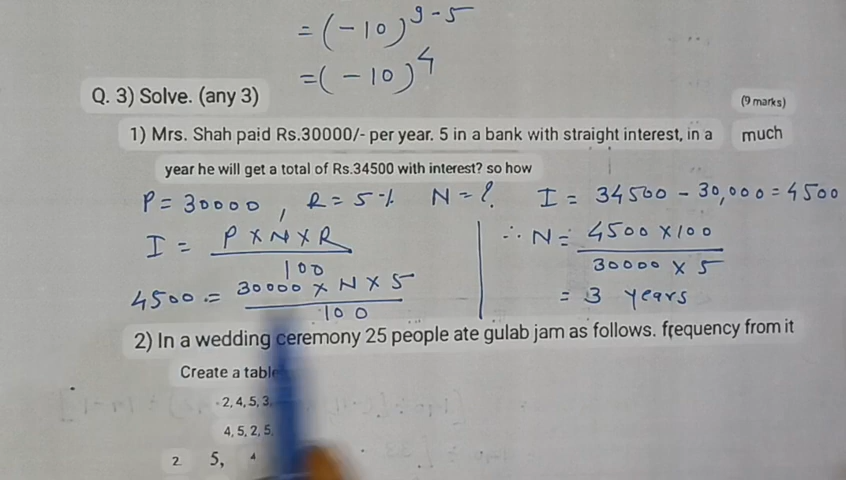 = (-10)^9-5
= (-10)^4
Q. 3) Solve. (any 3)
(9 marks)
1) Mrs. Shah paid Rs.30000/- per year. 5 in a bank with straight interest, in a much
year he will get a total of Rs.34500 with interest? so how
P = 30000, R = 5% N = ? I = 34500 - 30,000 = 4500
I = P × N × R / 100
4500 = 30000 × N × 5 / 100
∴ N = 4500 × 100 / 30000 × 5
= 3 years
2) In a wedding ceremony 25 people ate gulab jam as follows. frequency from it
Create a table
2, 4, 5, 3,
4, 5, 2, 5,
2 5, 4